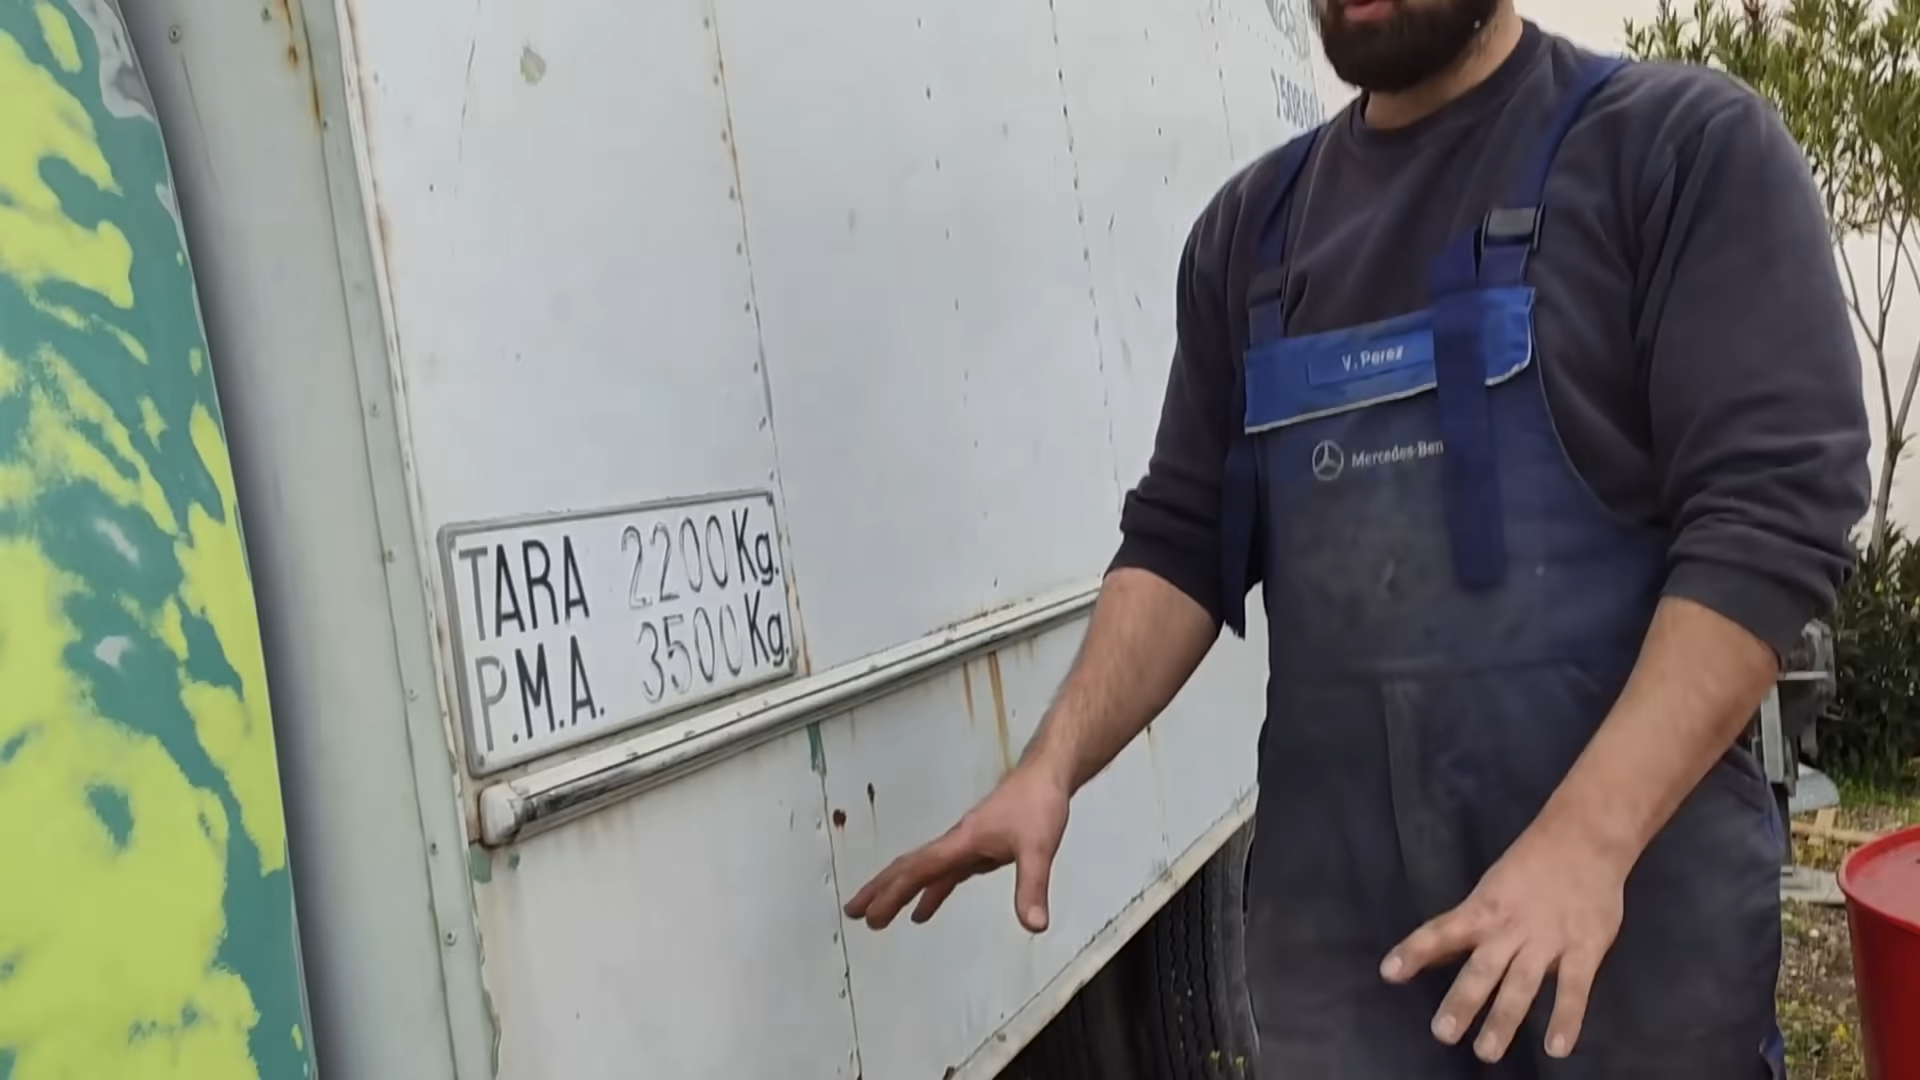 TARA 2200 Kg.
P.M.A. 3500 Kg.
V. Perez
Mercedes-Ben